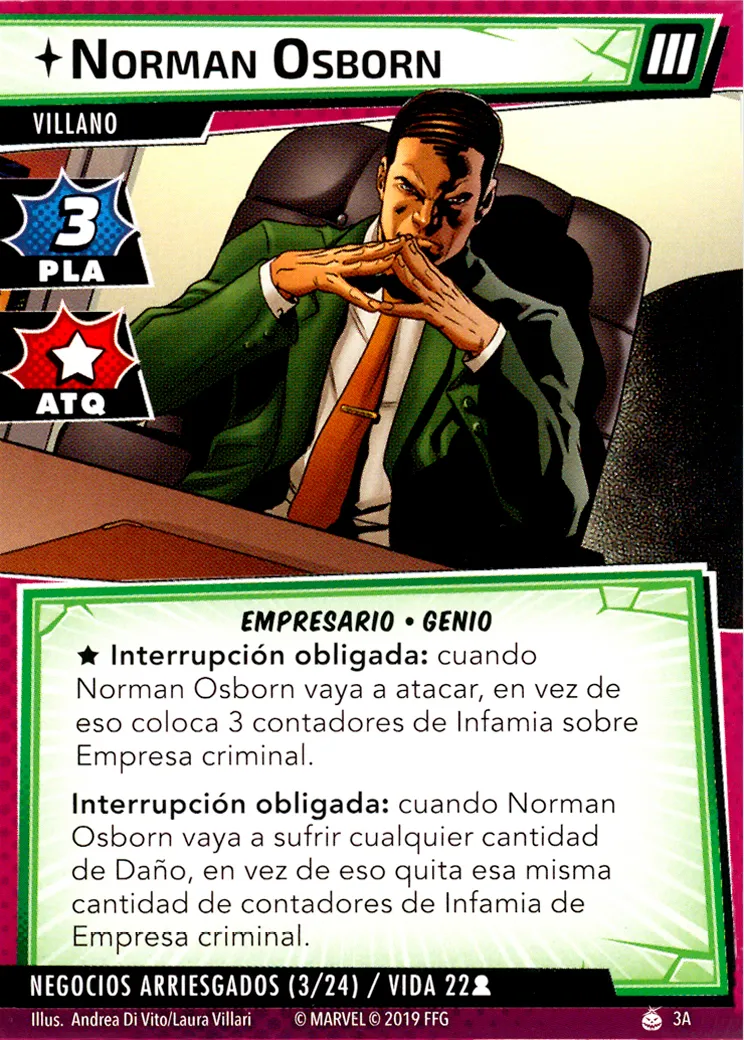 NORMAN OSBORN
III
VILLANO
3
PLA
ATQ
EMPRESARIO • GENIO
★ Interrupción obligada: cuando
Norman Osborn vaya a atacar, en vez de
eso coloca 3 contadores de Infamia sobre
Empresa criminal.
Interrupción obligada: cuando Norman
Osborn vaya a sufrir cualquier cantidad
de Daño, en vez de eso quita esa misma
cantidad de contadores de Infamia de
Empresa criminal.
NEGOCIOS ARRIESGADOS (3/24) / VIDA 22
Illus. Andrea Di Vito/Laura Villari © MARVEL © 2019 FFG 3A